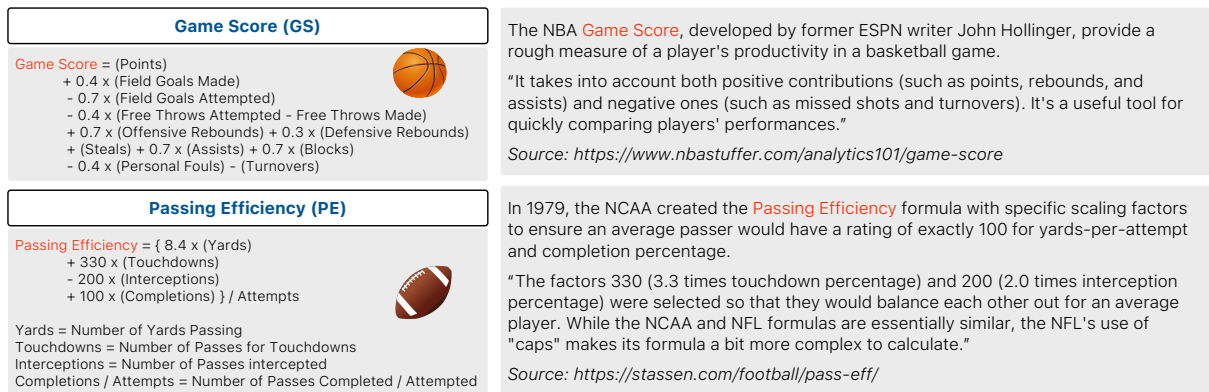 Game Score (GS)
Game Score = (Points)
+ 0.4 x (Field Goals Made)
- 0.7 x (Field Goals Attempted)
- 0.4 x (Free Throws Attempted - Free Throws Made)
+ 0.7 x (Offensive Rebounds) + 0.3 x (Defensive Rebounds)
+ (Steals) + 0.7 x (Assists) + 0.7 x (Blocks)
- 0.4 x (Personal Fouls) - (Turnovers)
The NBA Game Score, developed by former ESPN writer John Hollinger, provide a
rough measure of a player's productivity in a basketball game.
"It takes into account both positive contributions (such as points, rebounds, and
assists) and negative ones (such as missed shots and turnovers). It's a useful tool for
quickly comparing players' performances."
Source: https://www.nbastuffer.com/analytics101/game-score
Passing Efficiency (PE)
Passing Efficiency = { 8.4 x (Yards)
+ 330 x (Touchdowns)
- 200 x (Interceptions)
+ 100 x (Completions) } / Attempts
Yards = Number of Yards Passing
Touchdowns = Number of Passes for Touchdowns
Interceptions = Number of Passes intercepted
Completions / Attempts = Number of Passes Completed / Attempted
In 1979, the NCAA created the Passing Efficiency formula with specific scaling factors
to ensure an average passer would have a rating of exactly 100 for yards-per-attempt
and completion percentage.
"The factors 330 (3.3 times touchdown percentage) and 200 (2.0 times interception
percentage) were selected so that they would balance each other out for an average
player. While the NCAA and NFL formulas are essentially similar, the NFL's use of
"caps" makes its formula a bit more complex to calculate."
Source: https://stassen.com/football/pass-eff/